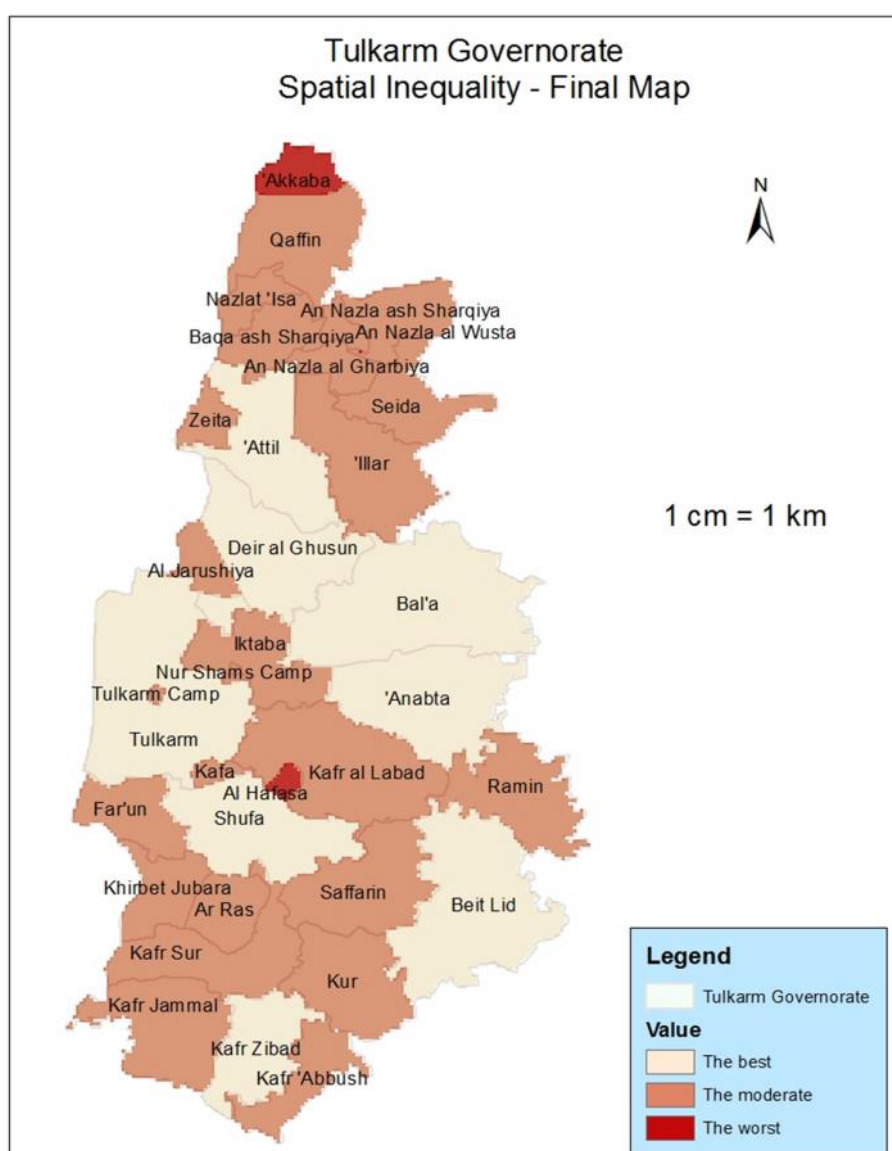 Tulkarm Governorate
Spatial Inequality - Final Map
N
'Akkaba
Qaffin
Nazlat 'Isa
An Nazla ash Sharqiya
Baqa ash Sharqiya
An Nazla al Wusta
An Nazla al Gharbiya
Seida
Zeita
'Attil
'Illar
1 cm = 1 km
Deir al Ghusun
Al Jarushiya
Bal'a
Iktaba
Nur Shams Camp
Tulkarm Camp
'Anabta
Tulkarm
Kafa
Kafr al Labad
Ramin
Al Hafasa
Far'un
Shufa
Khirbet Jubara
Saffarin
Ar Ras
Beit Lid
Kafr Sur
Kur
Kafr Jammal
Kafr Zibad
Kafr 'Abbush
Legend
Tulkarm Governorate
Value
The best
The moderate
The worst